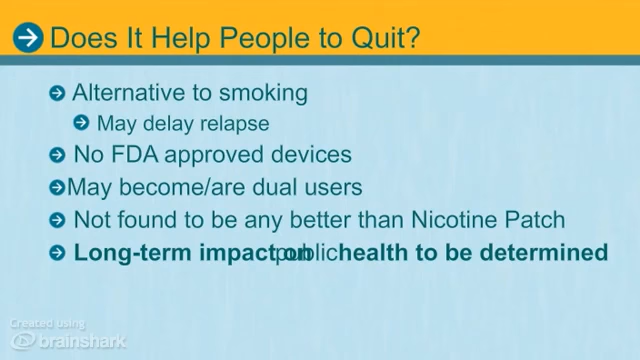 Does It Help People to Quit?
Alternative to smoking
May delay relapse
No FDA approved devices
May become/are dual users
Not found to be any better than Nicotine Patch
Long-term impact on public health to be determined
Created using
brainshark